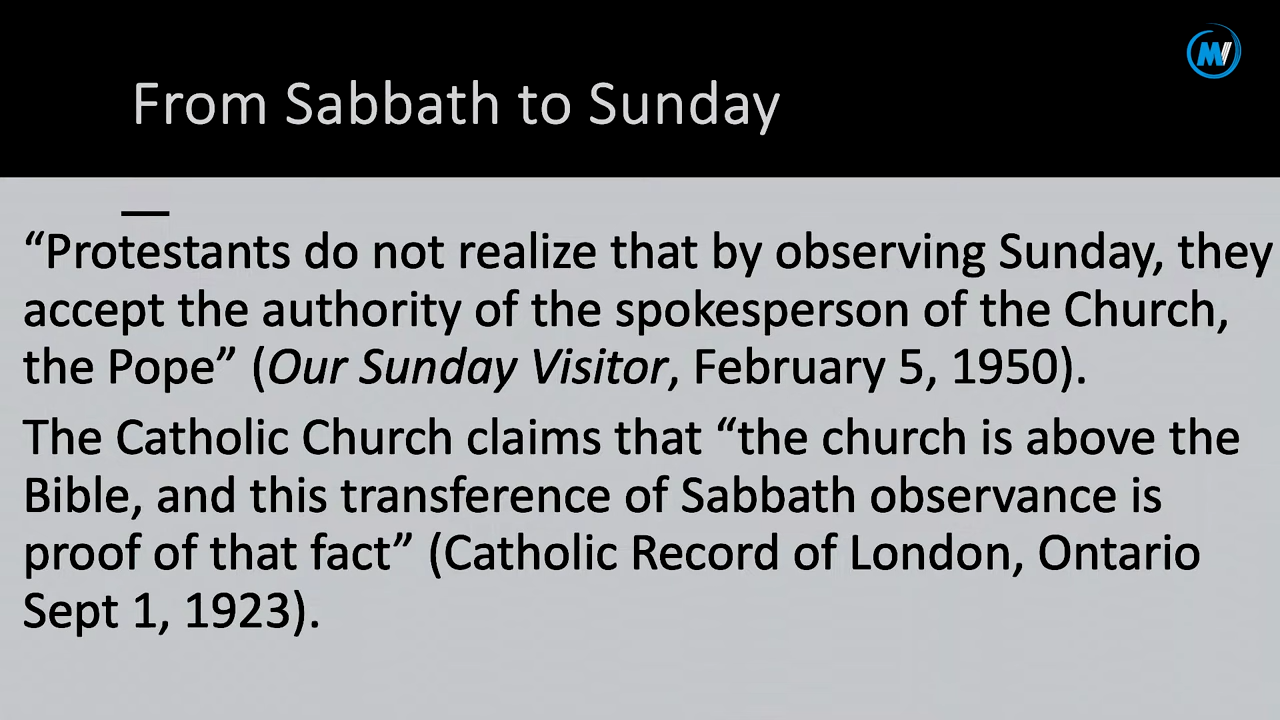 From Sabbath to Sunday
MV
“Protestants do not realize that by observing Sunday, they
accept the authority of the spokesperson of the Church,
the Pope” (Our Sunday Visitor, February 5, 1950).
The Catholic Church claims that “the church is above the
Bible, and this transference of Sabbath observance is
proof of that fact” (Catholic Record of London, Ontario
Sept 1, 1923).